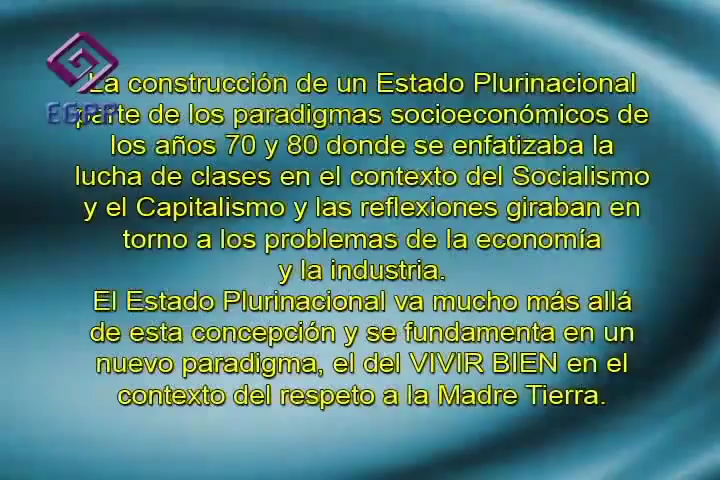 La construcción de un Estado Plurinacional
parte de los paradigmas socioeconómicos de
los años 70 y 80 donde se enfatizaba la
lucha de clases en el contexto del Socialismo
y el Capitalismo y las reflexiones giraban en
torno a los problemas de la economía
y la industria.
El Estado Plurinacional va mucho más allá
de esta concepción y se fundamenta en un
nuevo paradigma, el del VIVIR BIEN en el
contexto del respeto a la Madre Tierra.